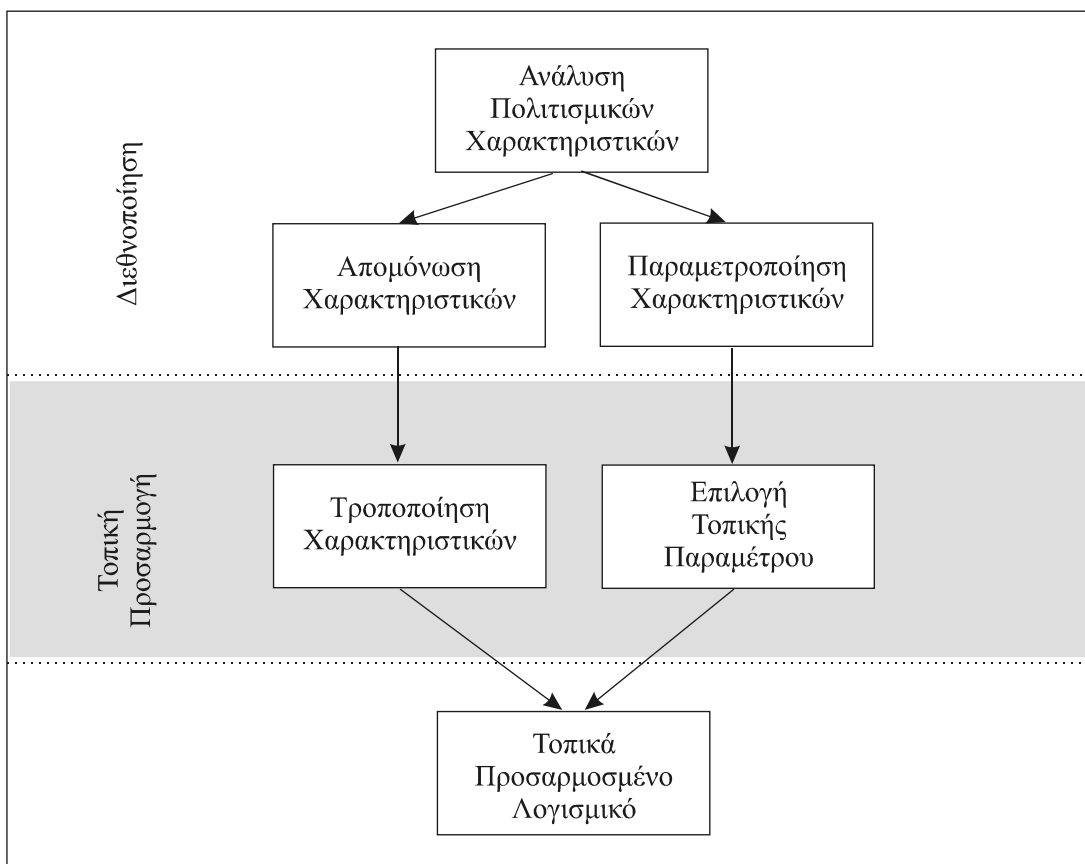 Ανάλυση
Πολιτισμικών
Χαρακτηριστικών
Διεθνοποίηση
Απομόνωση
Χαρακτηριστικών
Παραμετροποίηση
Χαρακτηριστικών
Τοπική
Προσαρμογή
Τροποποίηση
Χαρακτηριστικών
Επιλογή
Τοπικής
Παραμέτρου
Τοπικά
Προσαρμοσμένο
Λογισμικό